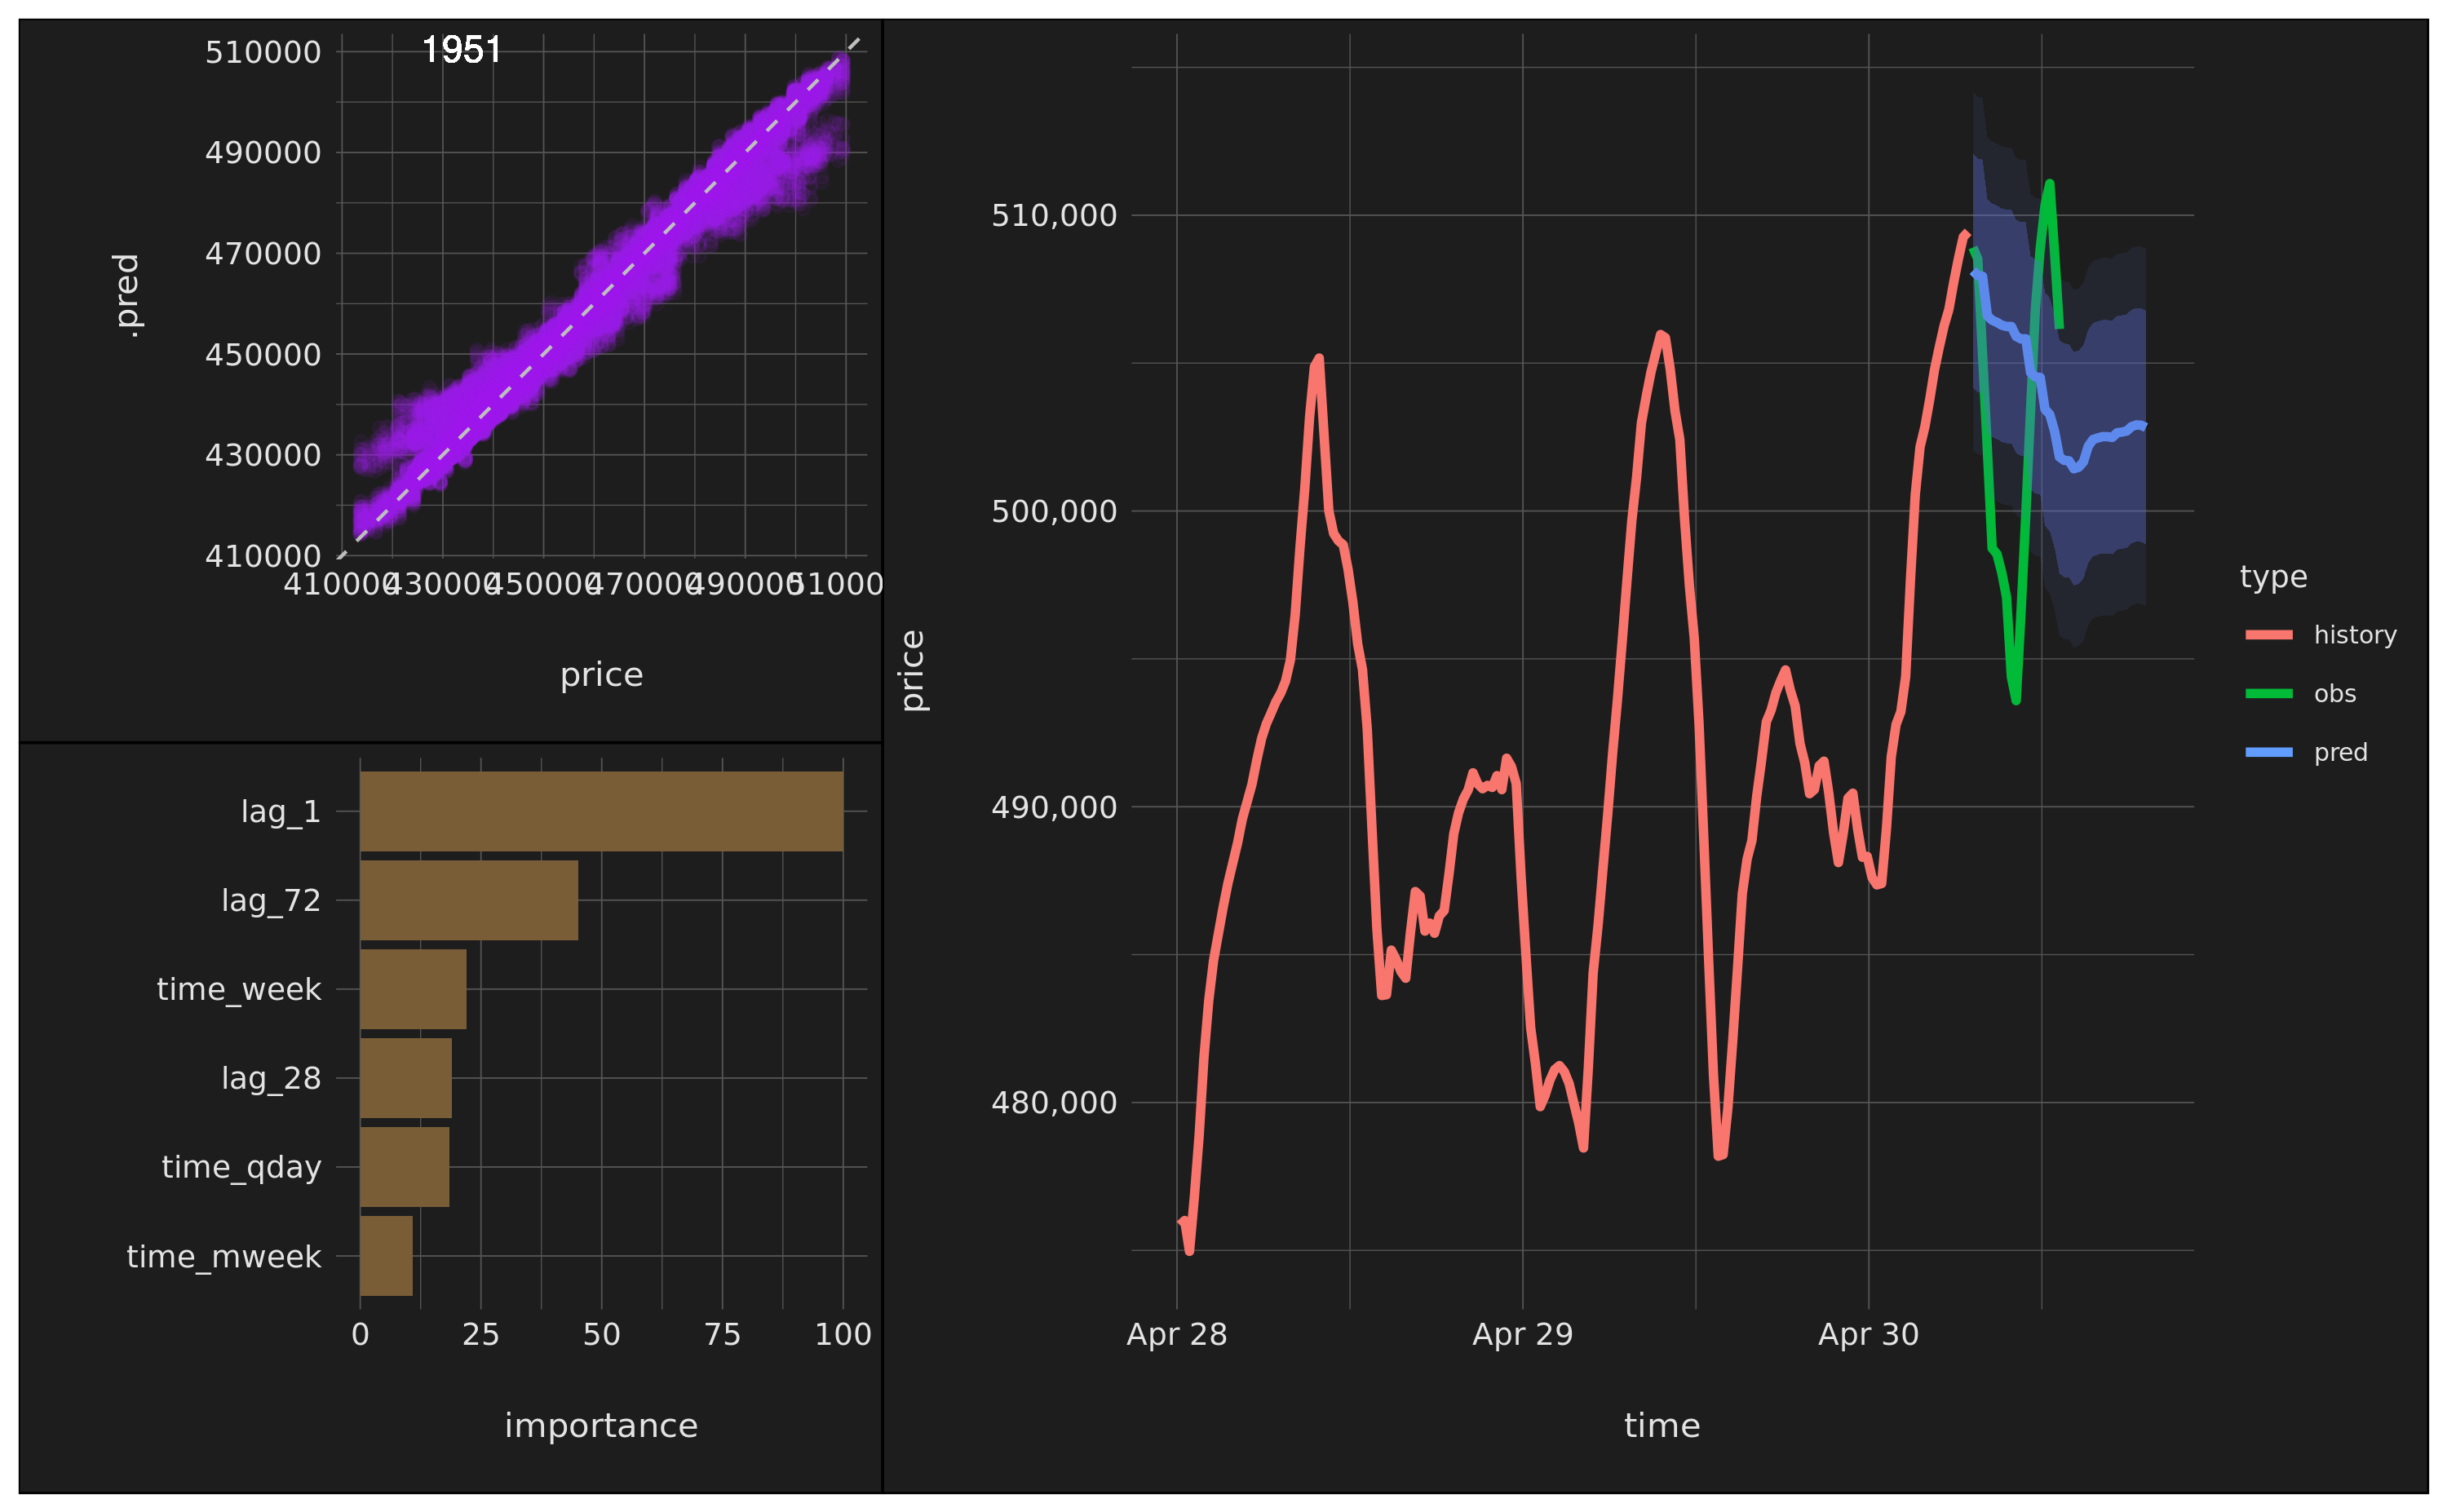 1951
510000
490000
470000
450000
430000
410000
.pred
410000 430000 450000 470000 490000 510000
price
lag_1
lag_72
time_week
lag_28
time_qday
time_mweek
0 25 50 75 100
importance
510,000
500,000
490,000
480,000
price
Apr 28 Apr 29 Apr 30
time
type
history
obs
pred